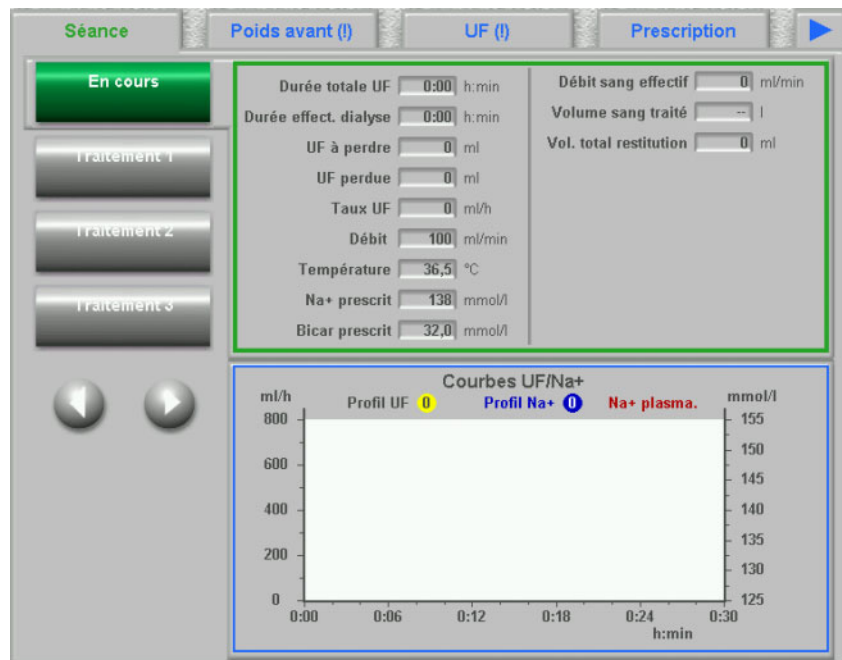 Séance
Poids avant (!)
UF (!)
Prescription
En cours
Traitement 1
Traitement 2
Traitement 3
Durée totale UF 0:00 h:min
Durée effect. dialyse 0:00 h:min
UF à perdre 0 ml
UF perdue 0 ml
Taux UF 0 ml/h
Débit 100 ml/min
Température 36,5 °C
Na+ prescrit 138 mmol/l
Bicar prescrit 32,0 mmol/l
Débit sang effectif 0 ml/min
Volume sang traité -- l
Vol. total restitution 0 ml
Courbes UF/Na+
ml/h Profil UF 0 Profil Na+ 0 Na+ plasma. mmol/l
800
600
400
200
0
155
150
145
140
135
130
125
0:00 0:06 0:12 0:18 0:24 0:30
h:min